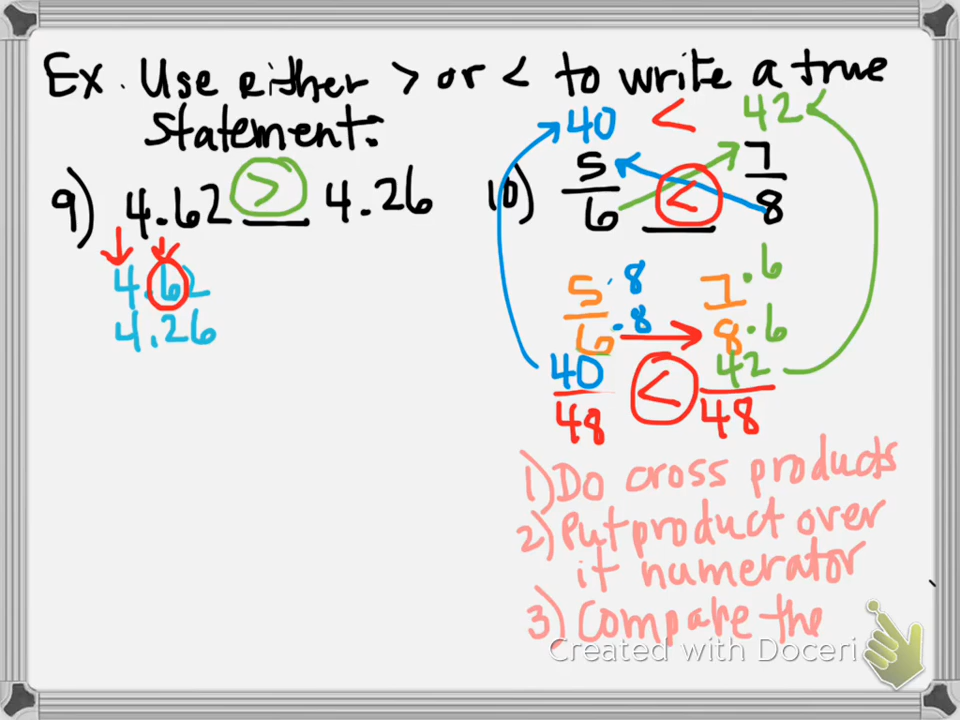 Ex. Use either > or < to write a true
statement:
9) 4.62 > 4.26
4.62
4.26
40 < 42
10) 5/6 < 7/8
5/6 · 8/· 8 7/8 · 6/· 6
40/48 < 42/48
1) Do cross products
2) Put product over
it numerator
3) Compare the
Created with Doceri